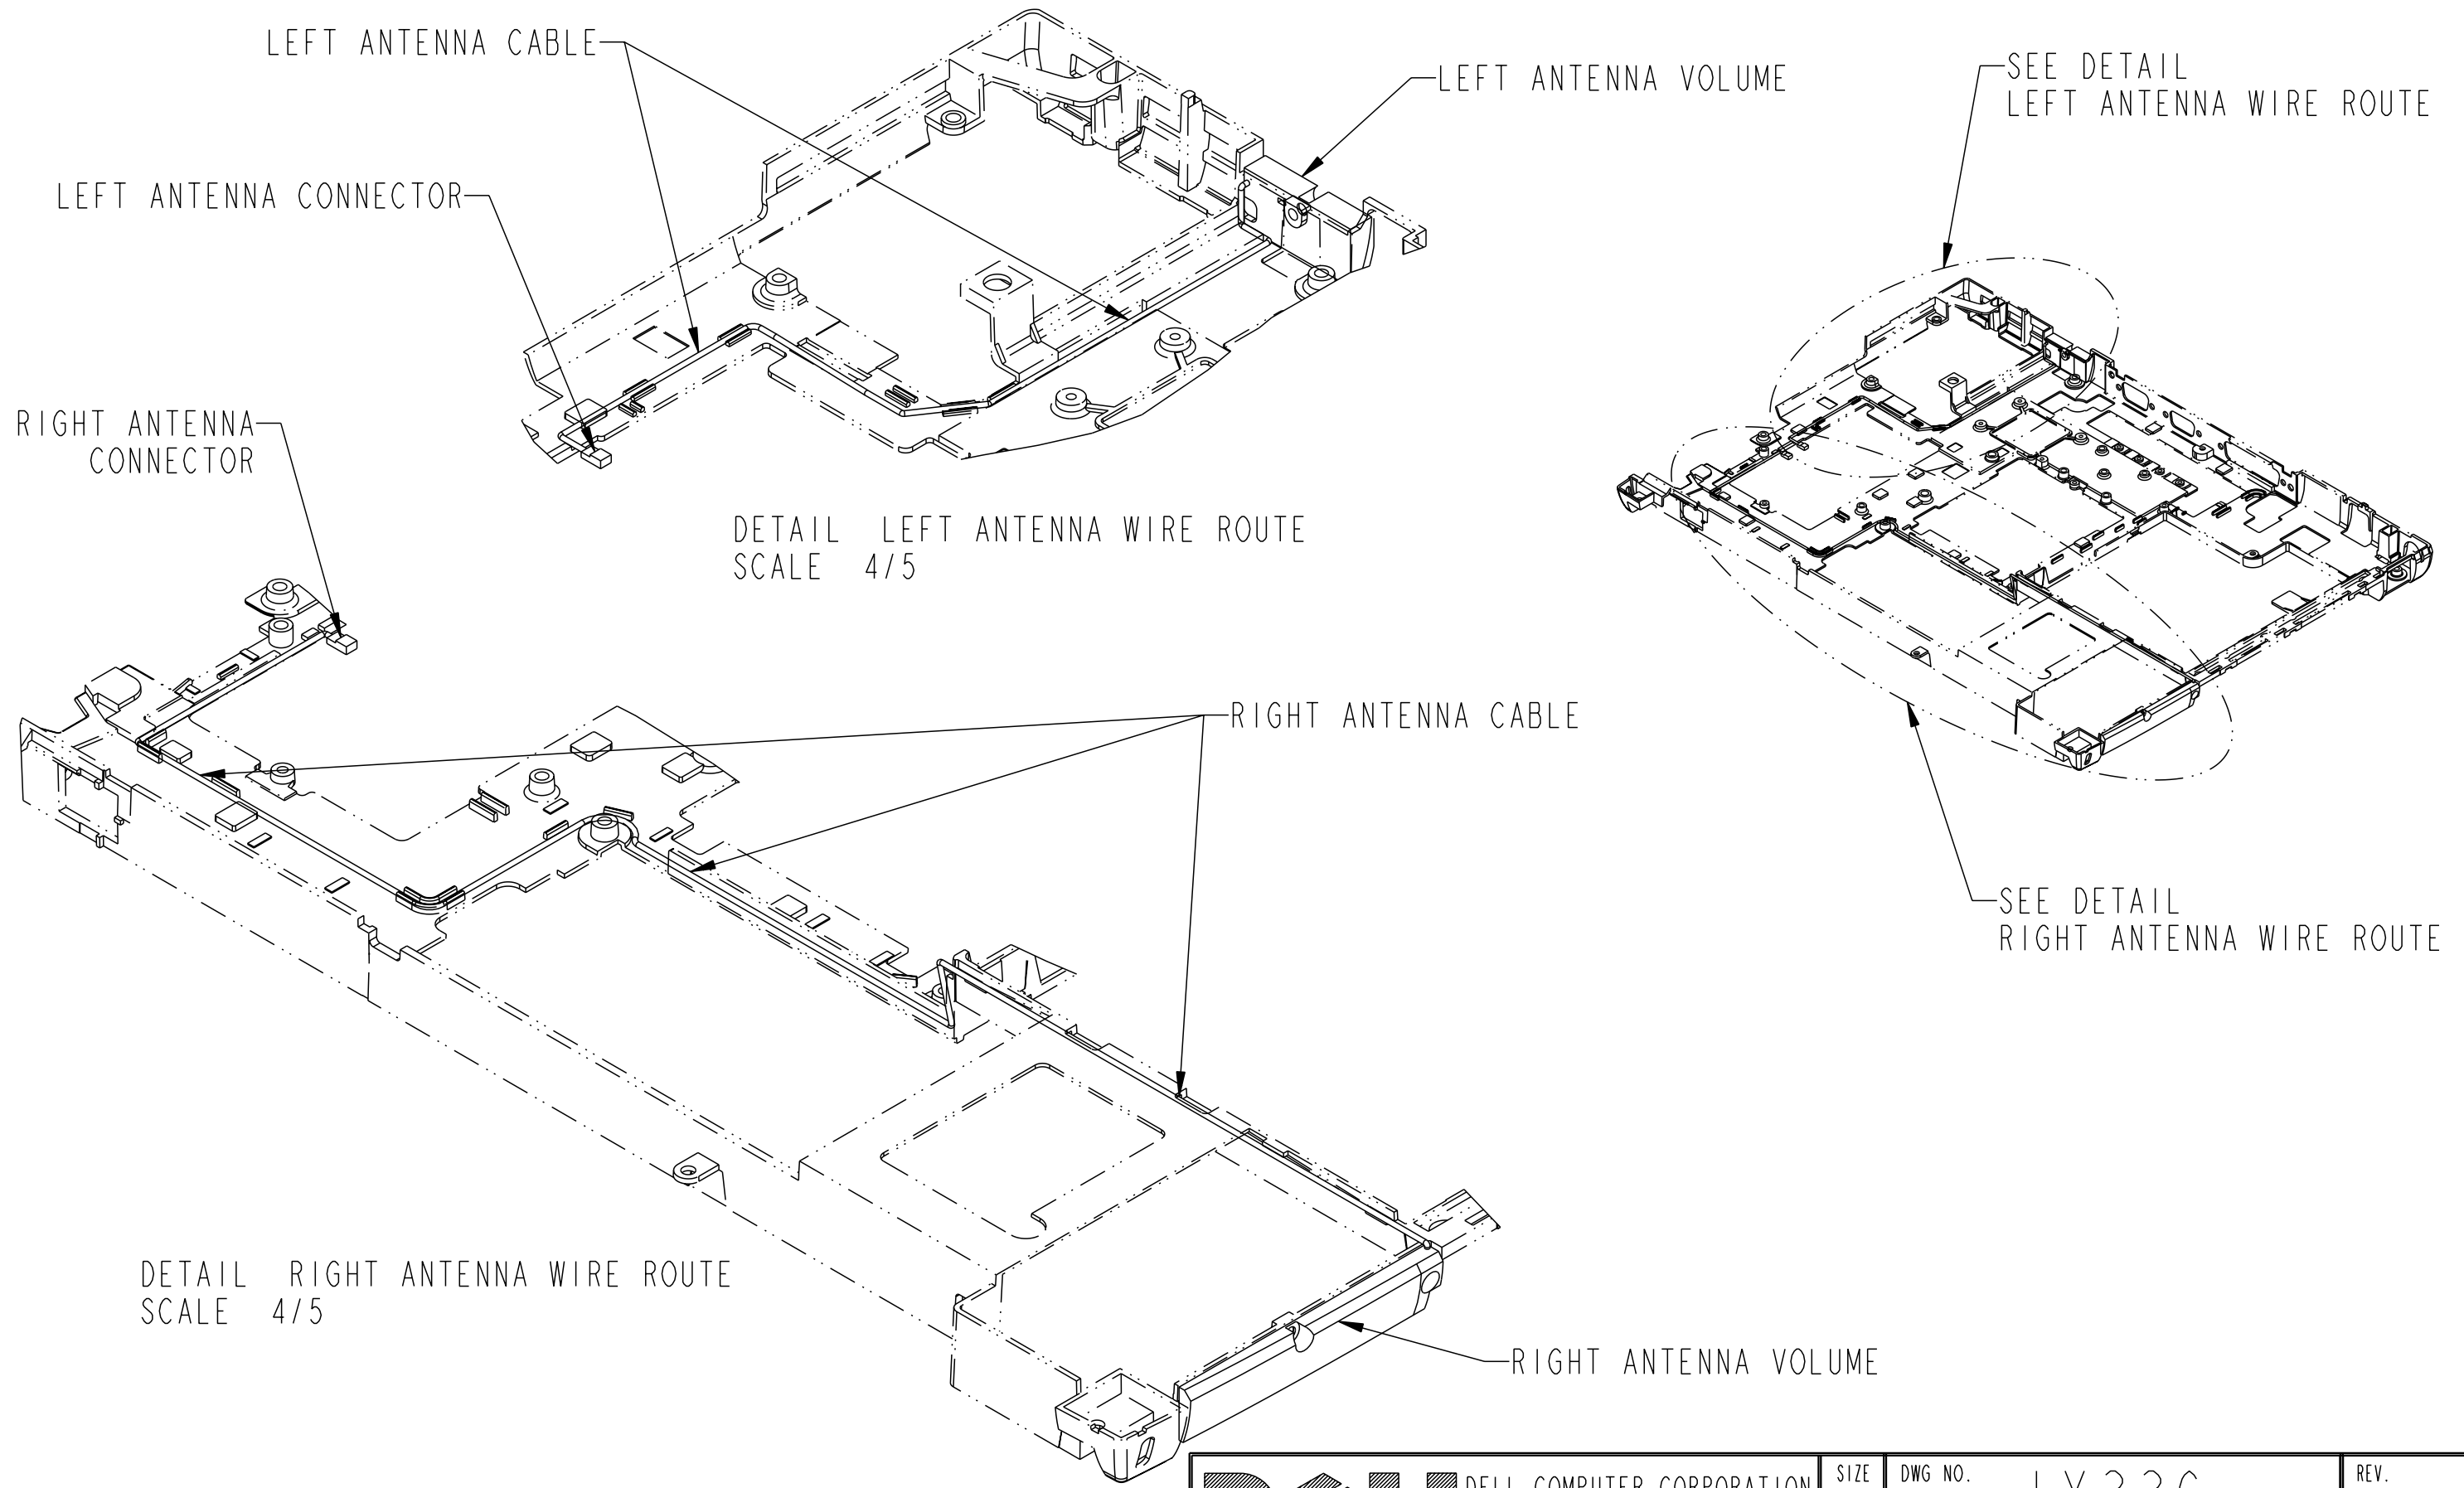 LEFT ANTENNA CABLE
LEFT ANTENNA VOLUME
SEE DETAIL
LEFT ANTENNA WIRE ROUTE
LEFT ANTENNA CONNECTOR
RIGHT ANTENNA
CONNECTOR
DETAIL LEFT ANTENNA WIRE ROUTE
SCALE 4/5
RIGHT ANTENNA CABLE
SEE DETAIL
RIGHT ANTENNA WIRE ROUTE
DETAIL RIGHT ANTENNA WIRE ROUTE
SCALE 4/5
RIGHT ANTENNA VOLUME
DELL COMPUTER CORPORATION
SIZE
DWG NO.
REV.